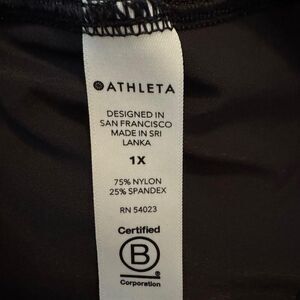 ATHLETA
DESIGNED IN
SAN FRANCISCO
MADE IN SRI
LANKA
1X
75% NYLON
25% SPANDEX
RN 54023
Certified
B
Corporation